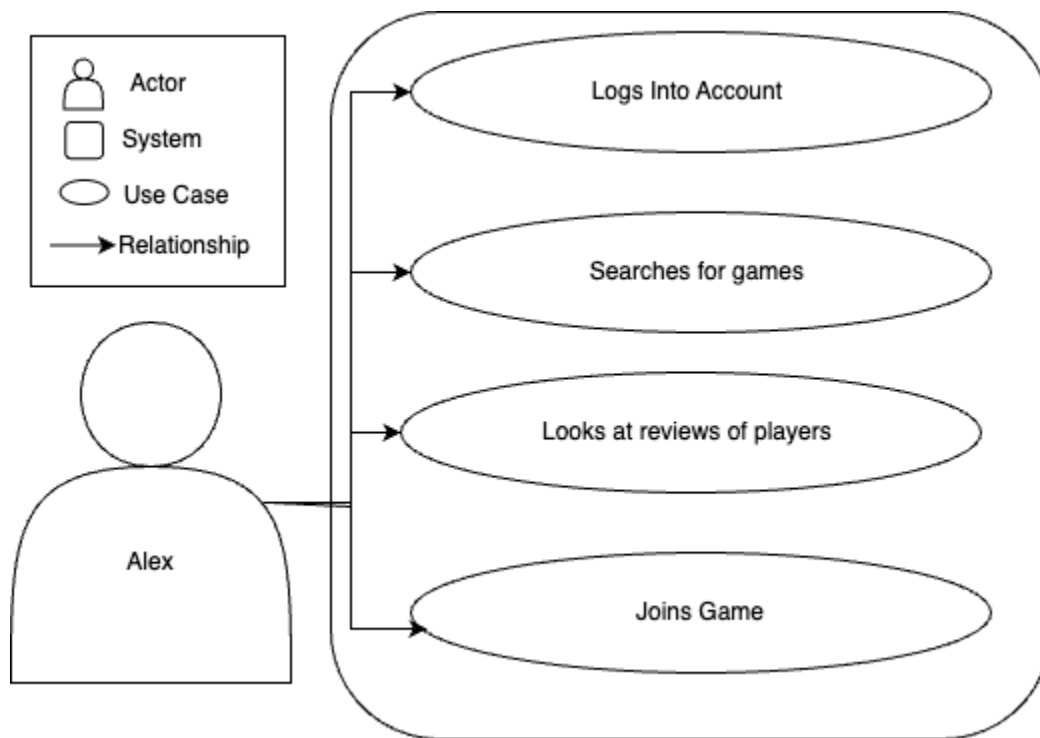 Actor
System
Use Case
Relationship
Logs Into Account
Searches for games
Looks at reviews of players
Alex
Joins Game